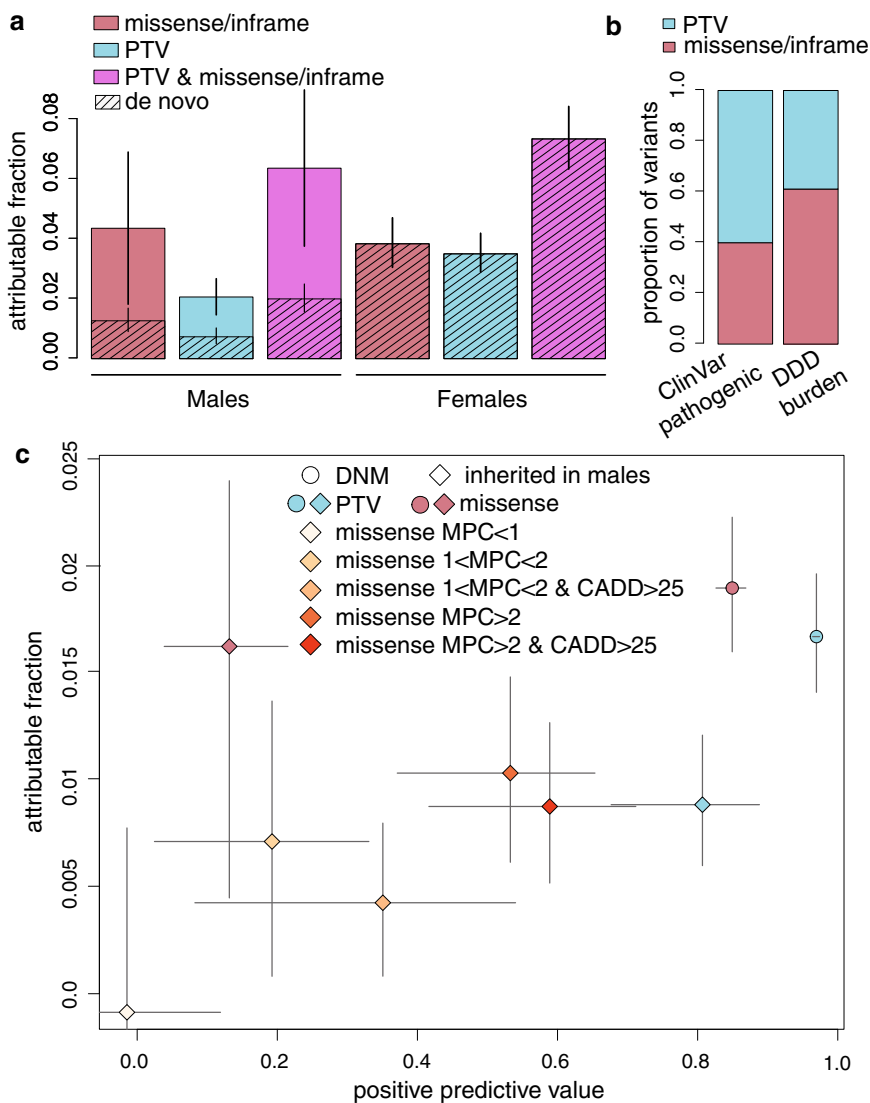 a
missense/inframe
PTV
PTV & missense/inframe
de novo
attributable fraction
0.00
0.02
0.04
0.06
0.08
Males
Females
b
PTV
missense/inframe
proportion of variants
0.0
0.2
0.4
0.6
0.8
1.0
ClinVar
pathogenic
DDD
burden
c
DNM
inherited in males
PTV
missense
missense MPC<1
missense 1<MPC<2
missense 1<MPC<2 & CADD>25
missense MPC>2
missense MPC>2 & CADD>25
attributable fraction
0.025
0.02
0.015
0.01
0.005
0.0
0.0
0.2
0.4
0.6
0.8
1.0
positive predictive value